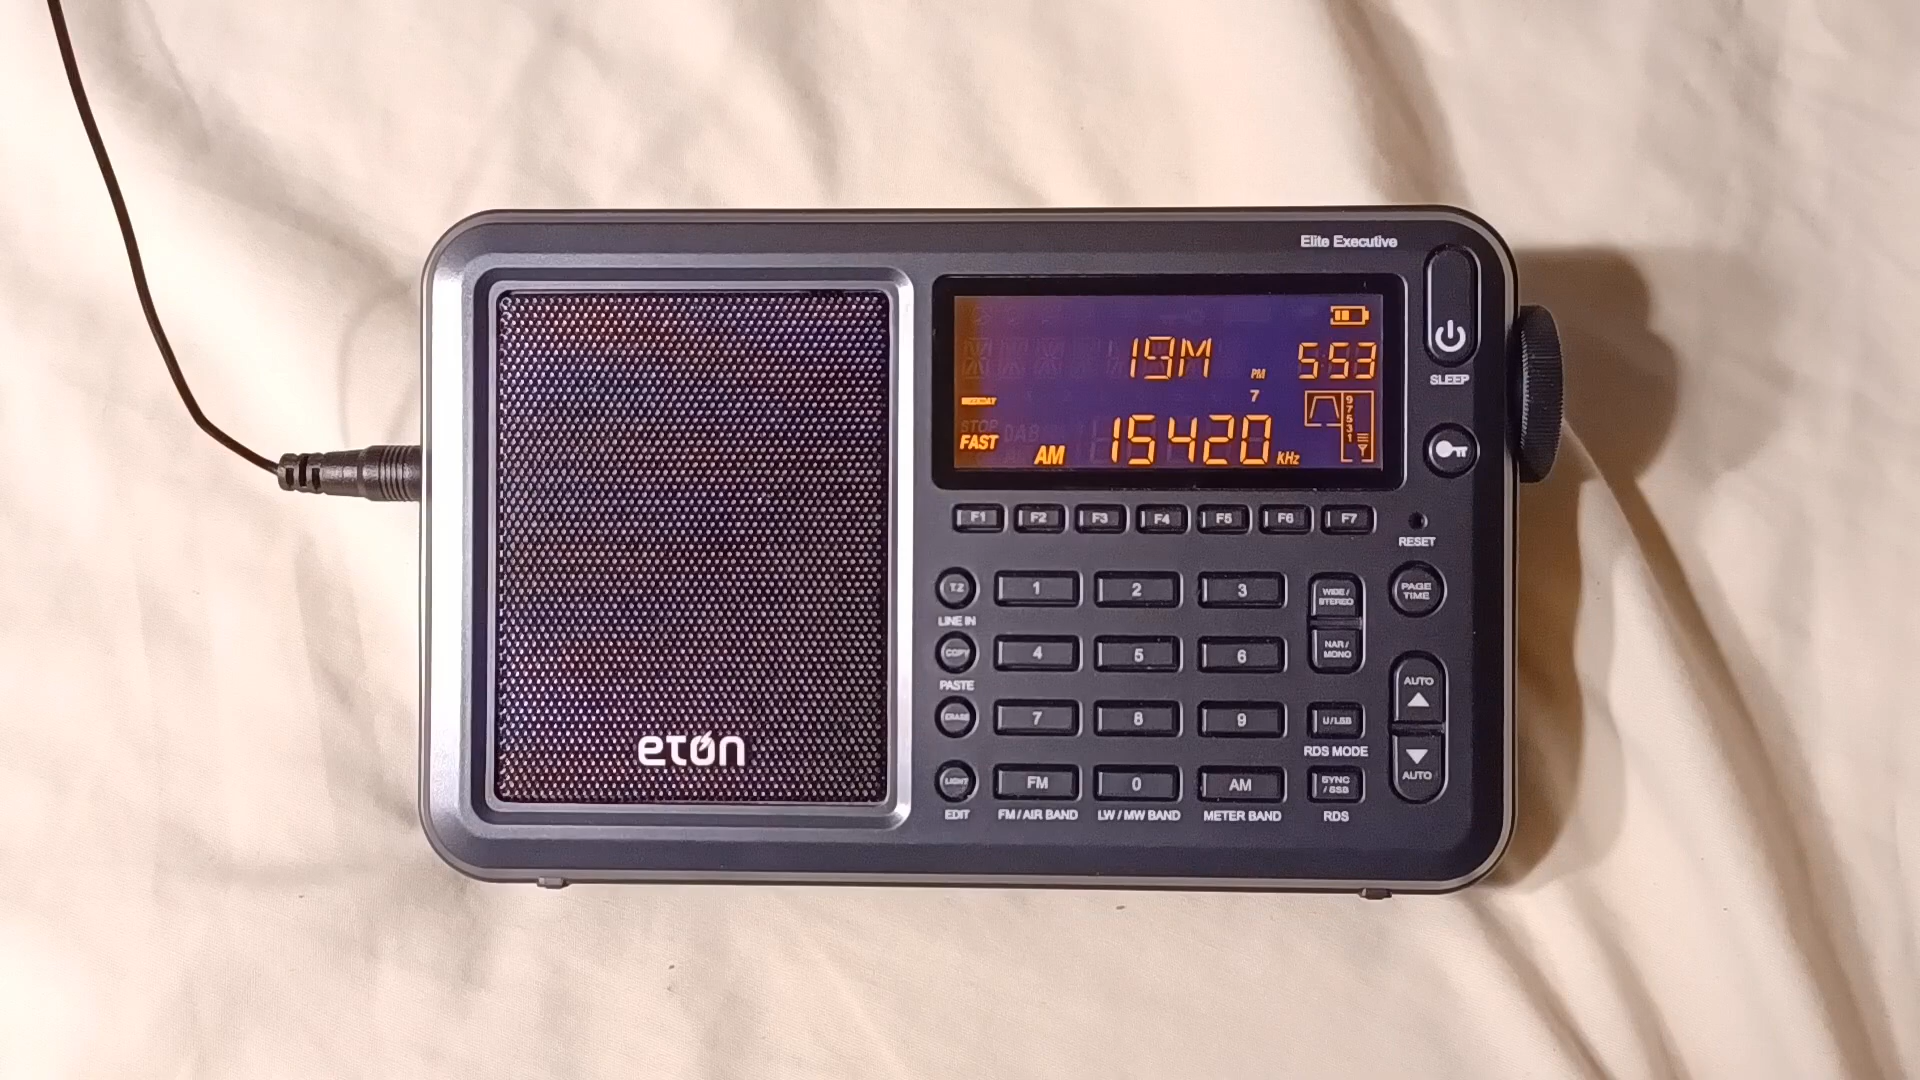 Elite Executive
19M
PM
553
7
9
7
5
3
1
STOP DAB
FAST
AM
15420 kHz
SLEEP
F1 F2 F3 F4 F5 F6 F7
RESET
T.Z 1 2 3 WIDE / STEREO PAGE TIME
LINE IN
COPY 4 5 6 NAR / MONO
PASTE
AUTO
ERASE 7 8 9 U / LSB
RDS MODE
AUTO
LIGHT FM 0 AM SYNC / SSB
EDIT FM / AIR BAND LW / MW BAND METER BAND RDS
etón